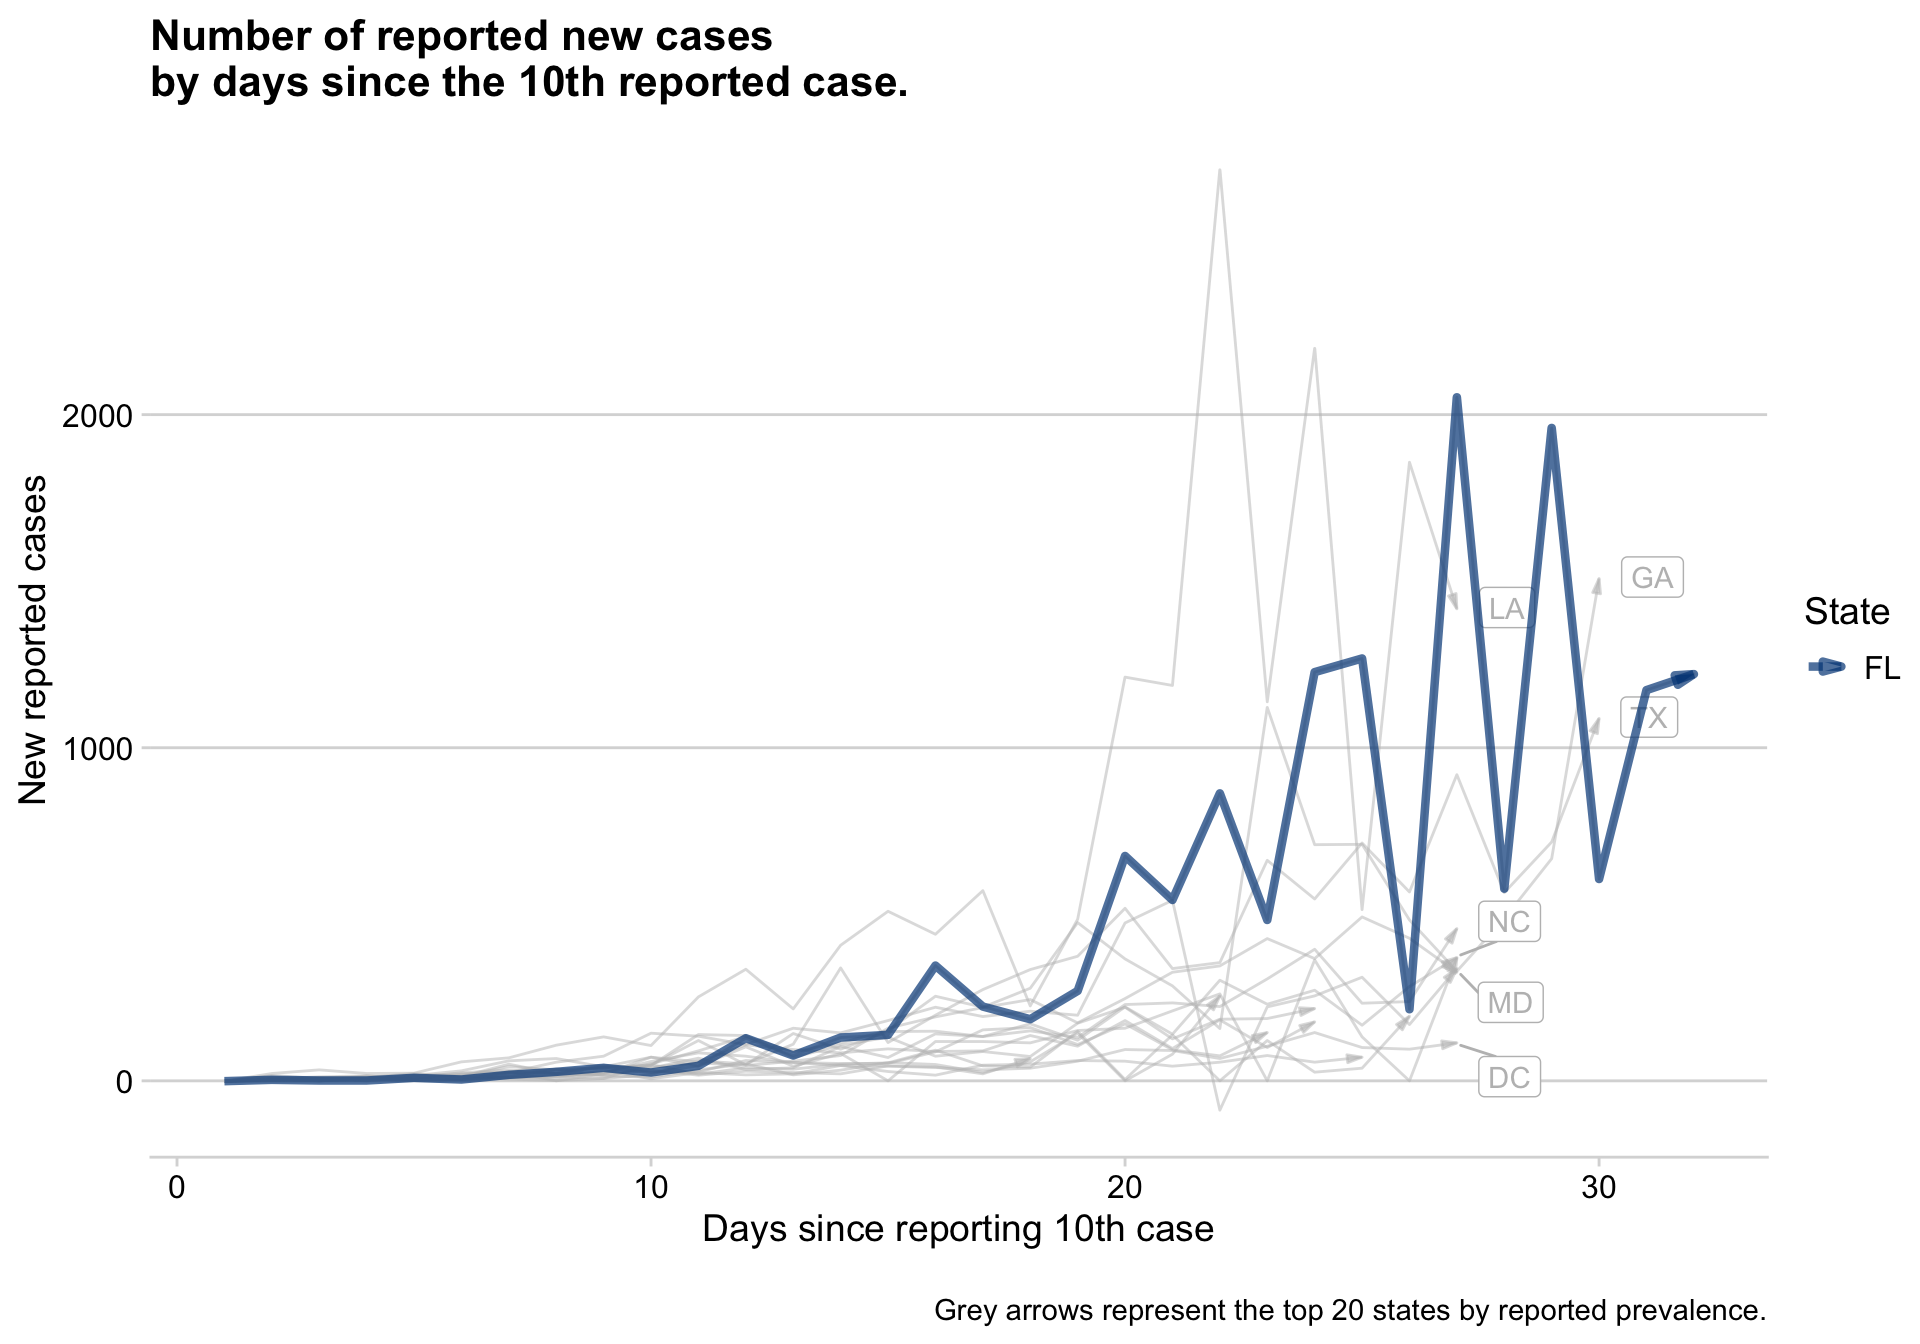 Number of reported new cases
by days since the 10th reported case.
New reported cases
2000
1000
0
GA
LA
TX
NC
MD
DC
State
FL
0 10 20 30
Days since reporting 10th case
Grey arrows represent the top 20 states by reported prevalence.